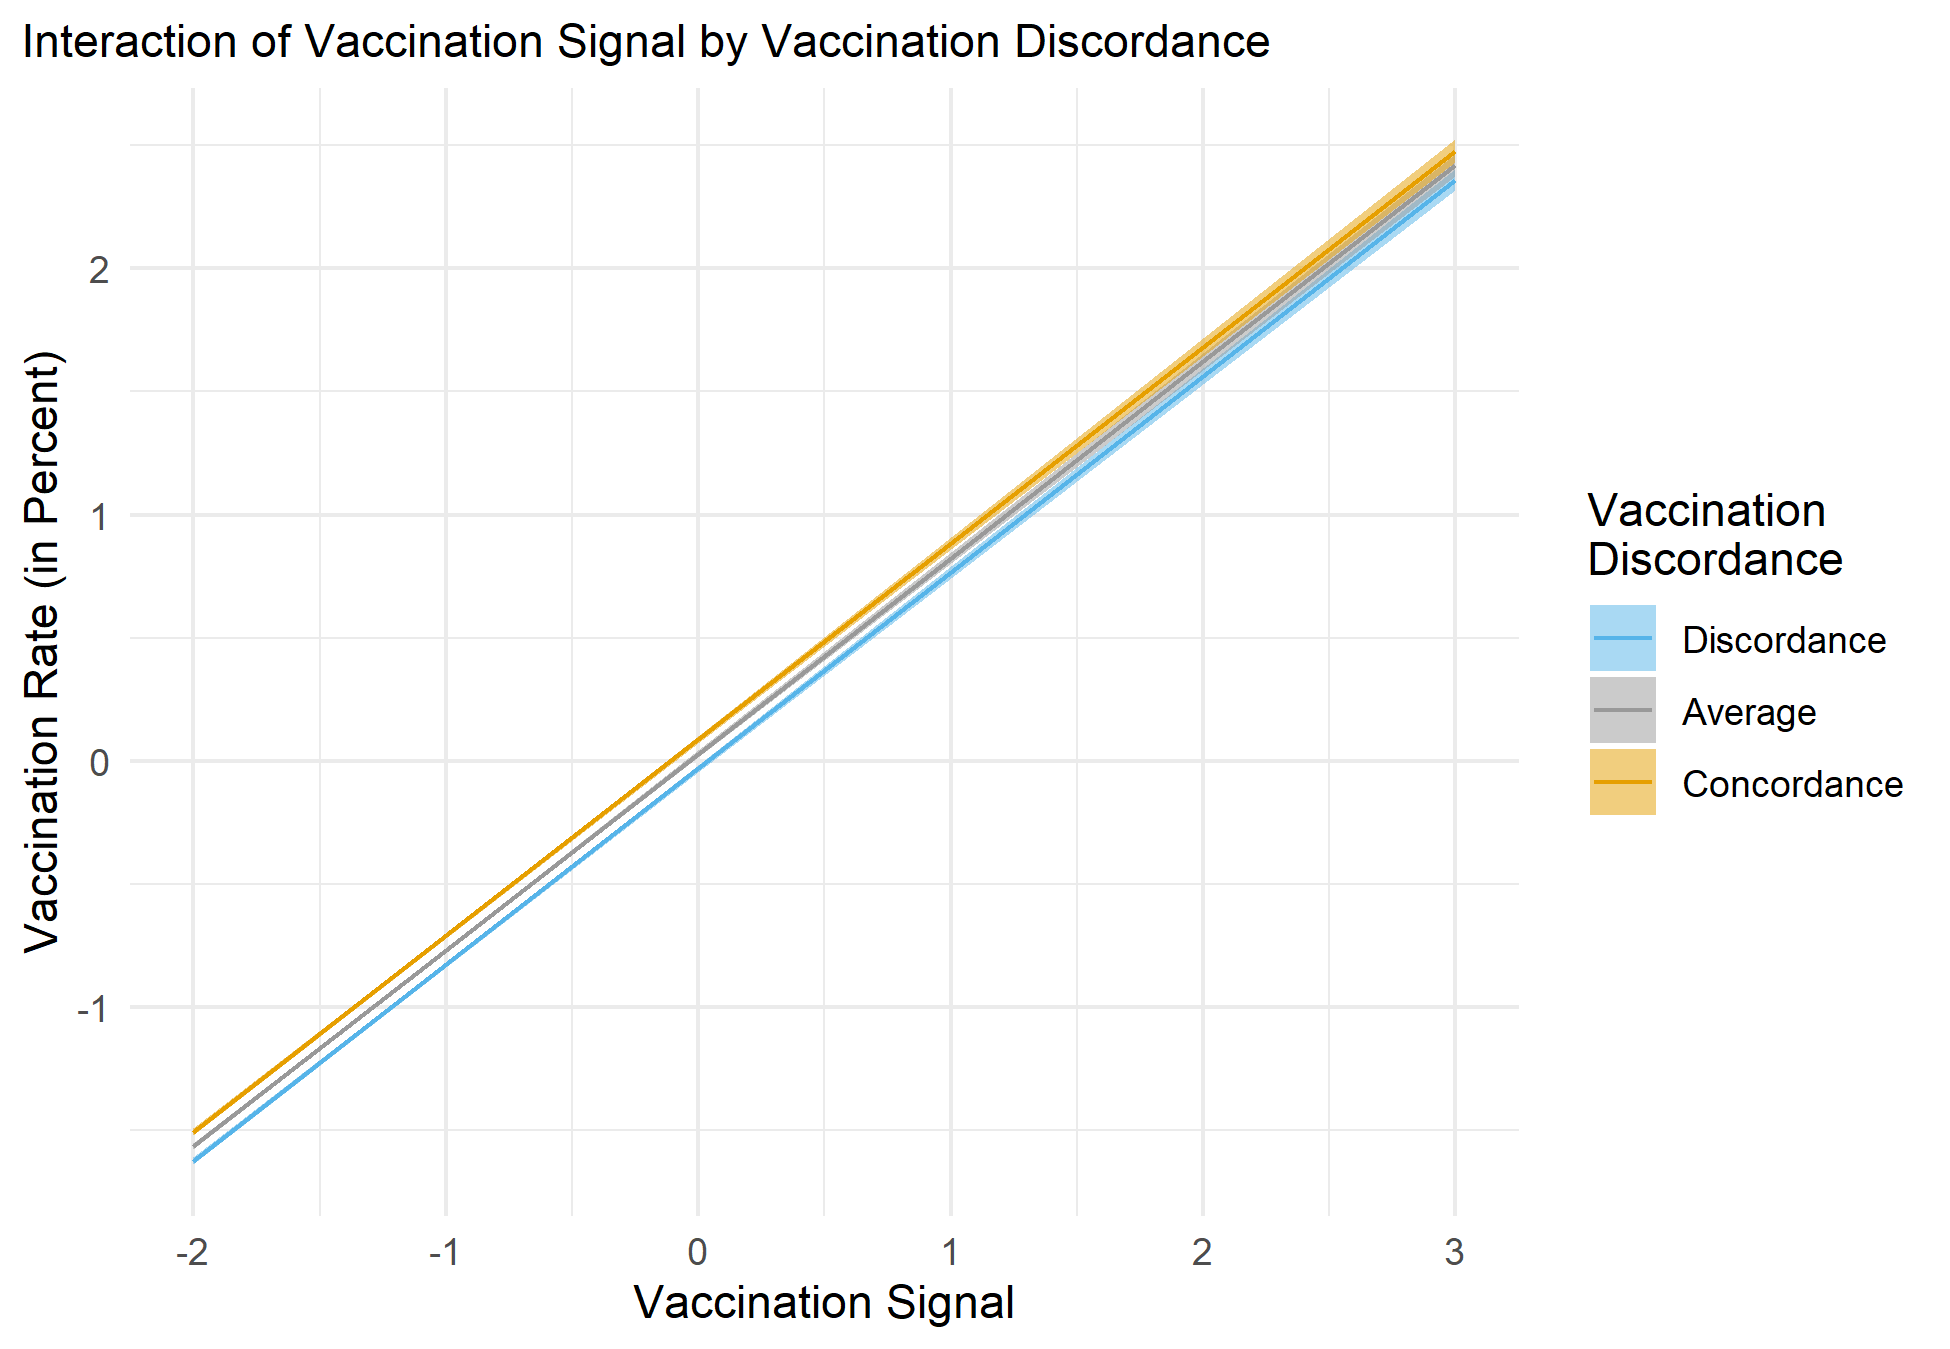 Interaction of Vaccination Signal by Vaccination Discordance
Vaccination Rate (in Percent)
2
1
0
-1
-2
-1
0
1
2
3
Vaccination Signal
Vaccination
Discordance
Discordance
Average
Concordance